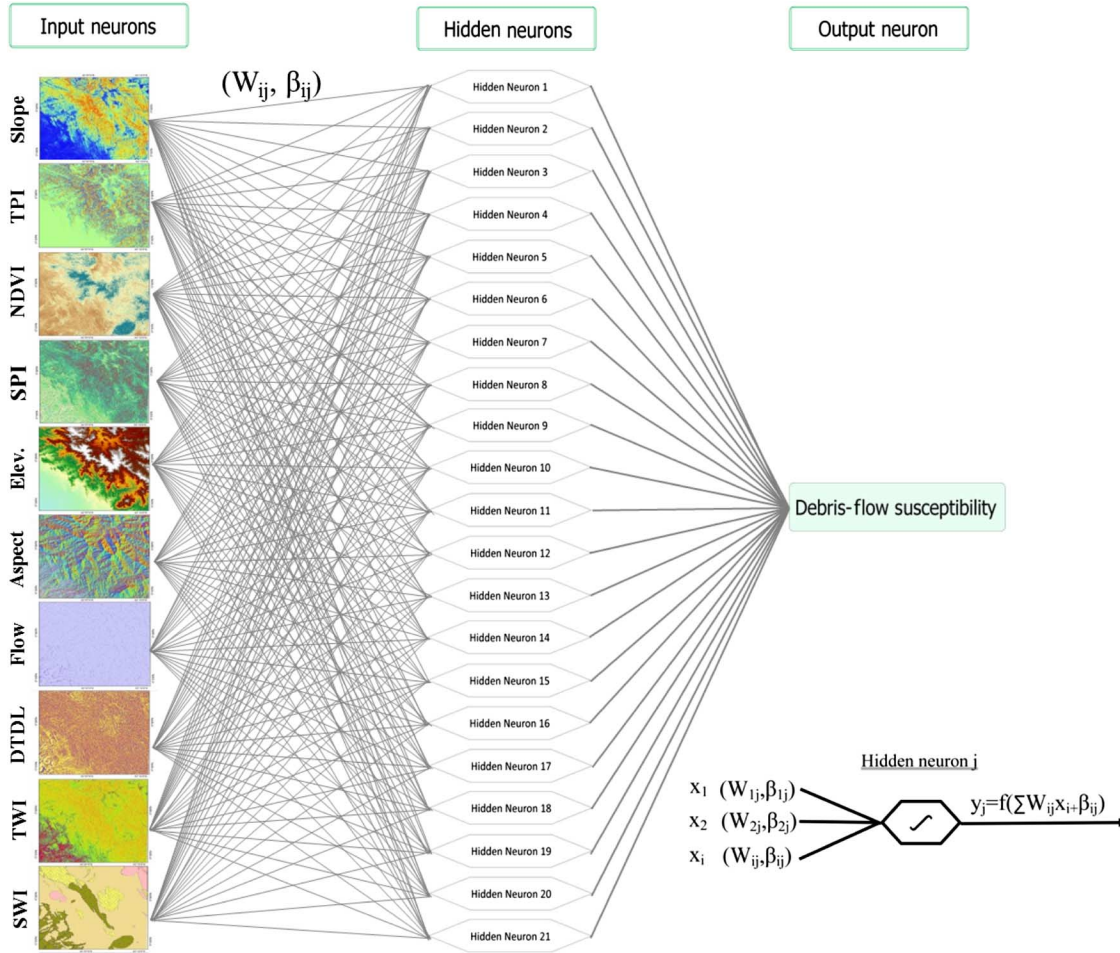 Input neurons
Hidden neurons
Output neuron
(Wij, βij)
Slope
TPI
NDVI
SPI
Elev.
Aspect
Flow
DTDL
TWI
SWI
Hidden Neuron 1
Hidden Neuron 2
Hidden Neuron 3
Hidden Neuron 4
Hidden Neuron 5
Hidden Neuron 6
Hidden Neuron 7
Hidden Neuron 8
Hidden Neuron 9
Hidden Neuron 10
Hidden Neuron 11
Hidden Neuron 12
Hidden Neuron 13
Hidden Neuron 14
Hidden Neuron 15
Hidden Neuron 16
Hidden Neuron 17
Hidden Neuron 18
Hidden Neuron 19
Hidden Neuron 20
Hidden Neuron 21
Debris-flow susceptibility
Hidden neuron j
x1 (W1j,β1j)
x2 (W2j,β2j)
xi (Wij,βij)
yj=f(∑Wijxi+βij)